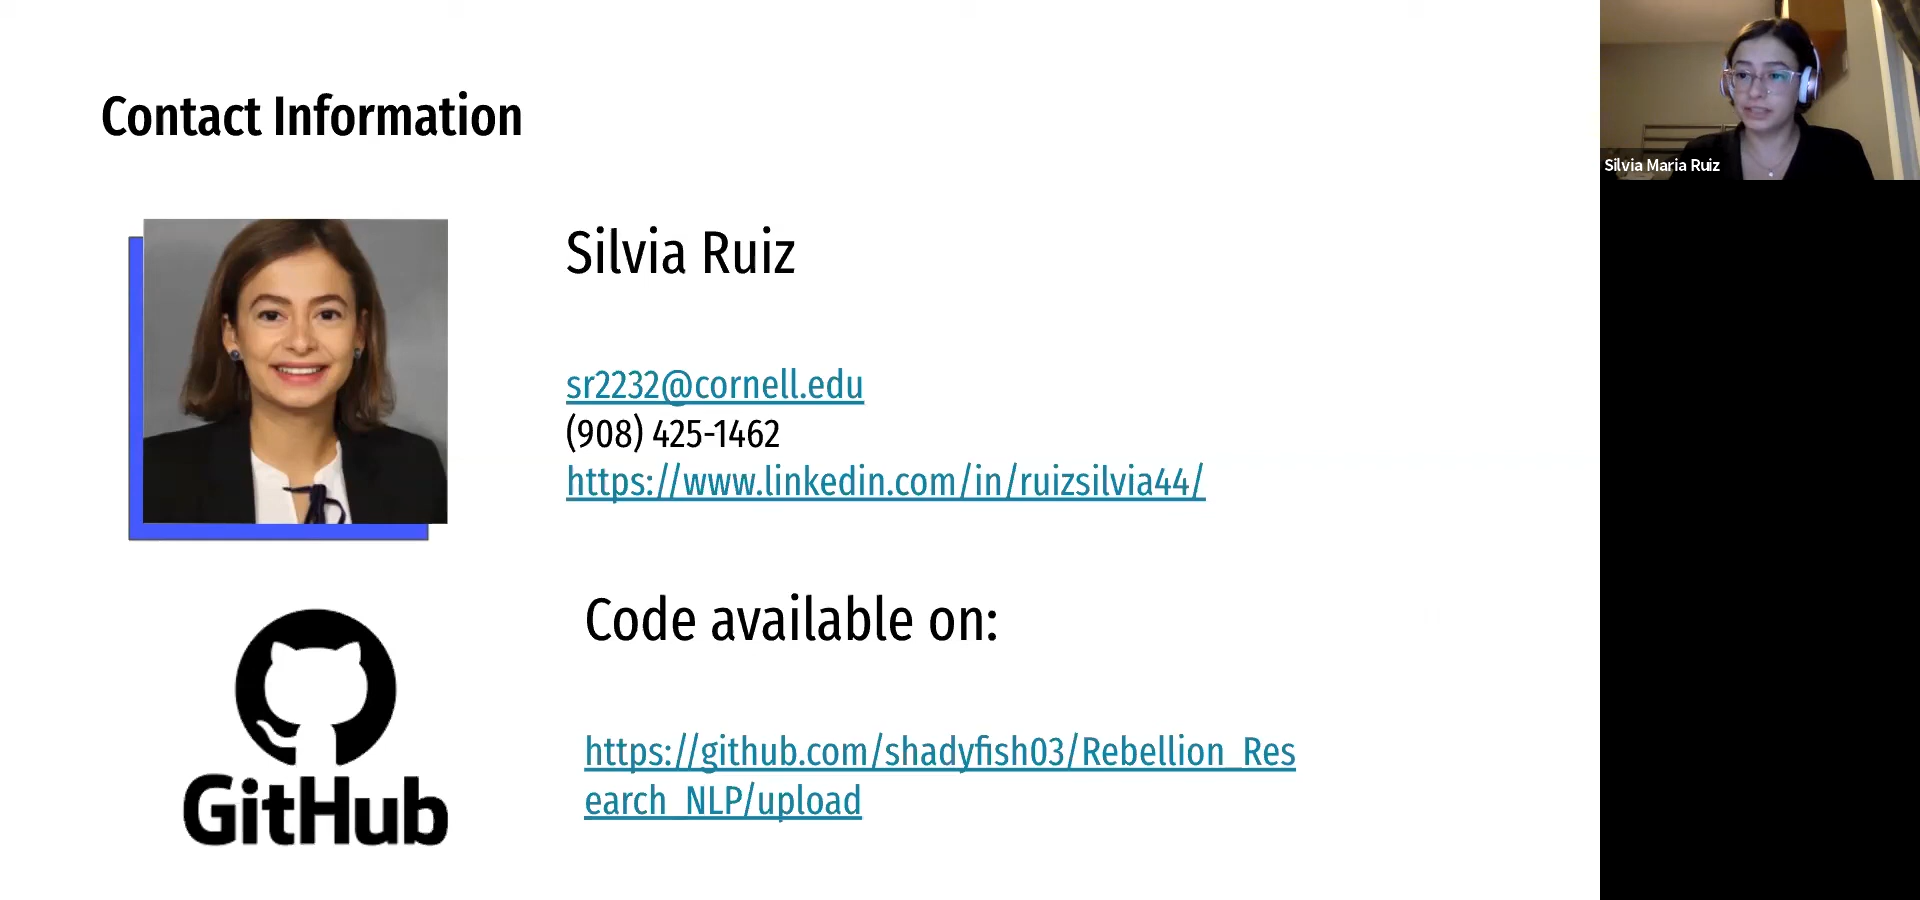 Contact Information
Silvia Maria Ruiz
Silvia Ruiz
sr2232@cornell.edu
(908) 425-1462
https://www.linkedin.com/in/ruizsilvia44/
Code available on:
GitHub
https://github.com/shadyfish03/Rebellion_Res
earch_NLP/upload